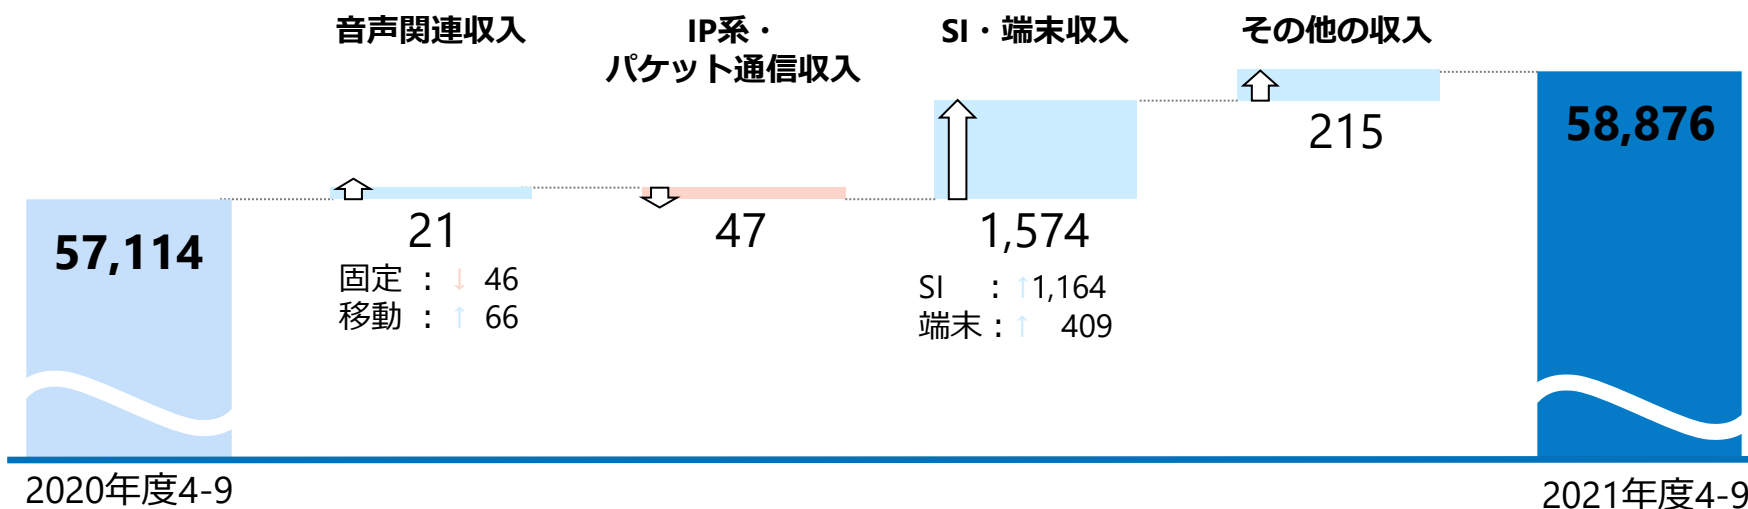 音声関連収入
IP系・
パケット通信収入
SI・端末収入
その他の収入
57,114
21
固定 : ↓ 46
移動 : ↑ 66
47
1,574
SI : ↑1,164
端末 : ↑ 409
215
58,876
2020年度4-9
2021年度4-9